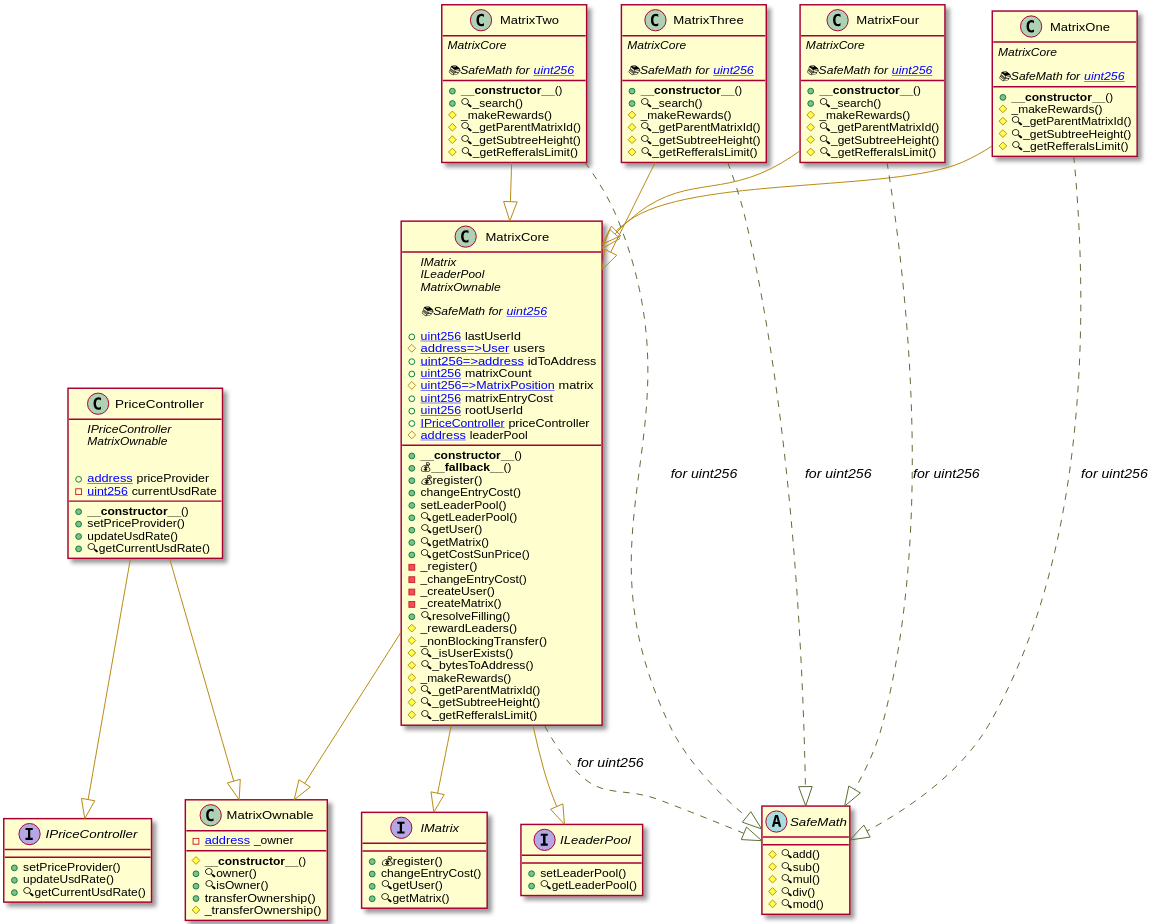 C MatrixTwo
MatrixCore
📚SafeMath for uint256
__constructor__()
🔍_search()
_makeRewards()
🔍_getParentMatrixId()
🔍_getSubtreeHeight()
🔍_getRefferalsLimit()
C MatrixThree
MatrixCore
📚SafeMath for uint256
__constructor__()
🔍_search()
_makeRewards()
🔍_getParentMatrixId()
🔍_getSubtreeHeight()
🔍_getRefferalsLimit()
C MatrixFour
MatrixCore
📚SafeMath for uint256
__constructor__()
🔍_search()
_makeRewards()
🔍_getParentMatrixId()
🔍_getSubtreeHeight()
🔍_getRefferalsLimit()
C MatrixOne
MatrixCore
📚SafeMath for uint256
__constructor__()
_makeRewards()
🔍_getParentMatrixId()
🔍_getSubtreeHeight()
🔍_getRefferalsLimit()
C MatrixCore
IMatrix
ILeaderPool
MatrixOwnable
📚SafeMath for uint256
uint256 lastUserId
address=>User users
uint256=>address idToAddress
uint256 matrixCount
uint256=>MatrixPosition matrix
uint256 matrixEntryCost
uint256 rootUserId
IPriceController priceController
address leaderPool
__constructor__()
💰__fallback__()
💰register()
changeEntryCost()
setLeaderPool()
🔍getLeaderPool()
🔍getUser()
🔍getMatrix()
🔍getCostSunPrice()
_register()
_changeEntryCost()
_createUser()
_createMatrix()
🔍resolveFilling()
_rewardLeaders()
_nonBlockingTransfer()
🔍_isUserExists()
🔍_bytesToAddress()
_makeRewards()
🔍_getParentMatrixId()
🔍_getSubtreeHeight()
🔍_getRefferalsLimit()
C PriceController
IPriceController
MatrixOwnable
address priceProvider
uint256 currentUsdRate
__constructor__()
setPriceProvider()
updateUsdRate()
🔍getCurrentUsdRate()
for uint256
for uint256
for uint256
for uint256
for uint256
I IPriceController
setPriceProvider()
updateUsdRate()
🔍getCurrentUsdRate()
C MatrixOwnable
address _owner
__constructor__()
🔍owner()
🔍isOwner()
transferOwnership()
_transferOwnership()
I IMatrix
💰register()
changeEntryCost()
🔍getUser()
🔍getMatrix()
I ILeaderPool
setLeaderPool()
🔍getLeaderPool()
A SafeMath
🔍add()
🔍sub()
🔍mul()
🔍div()
🔍mod()